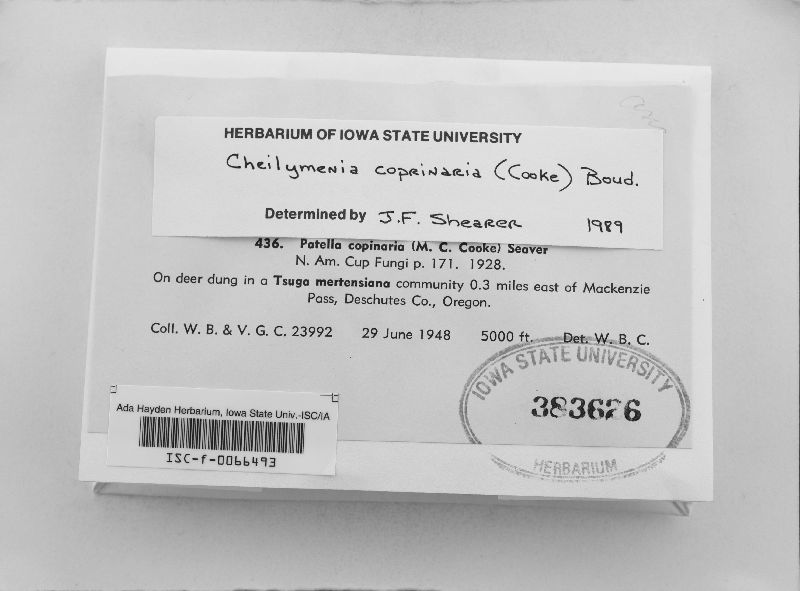 HERBARIUM OF IOWA STATE UNIVERSITY
Cheilymenia coprinaria (Cooke) Boud.
Determined by J.F. Shearer 1989
436. Patella copinaria (M. C. Cooke) Seaver
N. Am. Cup Fungi p. 171. 1928.
On deer dung in a Tsuga mertensiana community 0.3 miles east of Mackenzie
Pass, Deschutes Co., Oregon.
Coll. W. B. & V. G. C. 23992 29 June 1948 5000 ft. Det. W. B. C.
IOWA STATE UNIVERSITY
383626
HERBARIUM
Ada Hayden Herbarium, Iowa State Univ.-ISC/IA
ISC-f-0066493